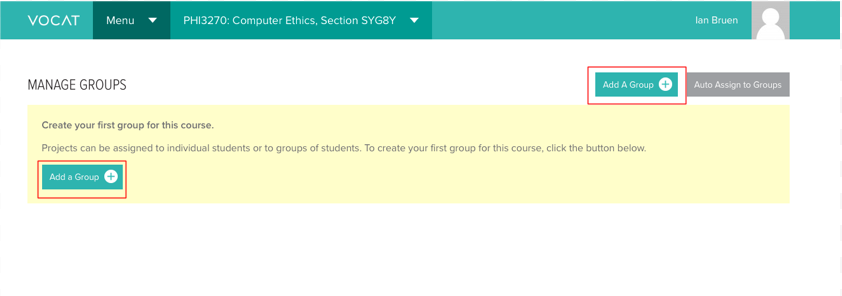 VOCAT Menu PHI3270: Computer Ethics, Section SYG8Y Ian Bruen
MANAGE GROUPS Add A Group Auto Assign to Groups
Create your first group for this course.
Projects can be assigned to individual students or to groups of students. To create your first group for this course, click the button below.
Add a Group